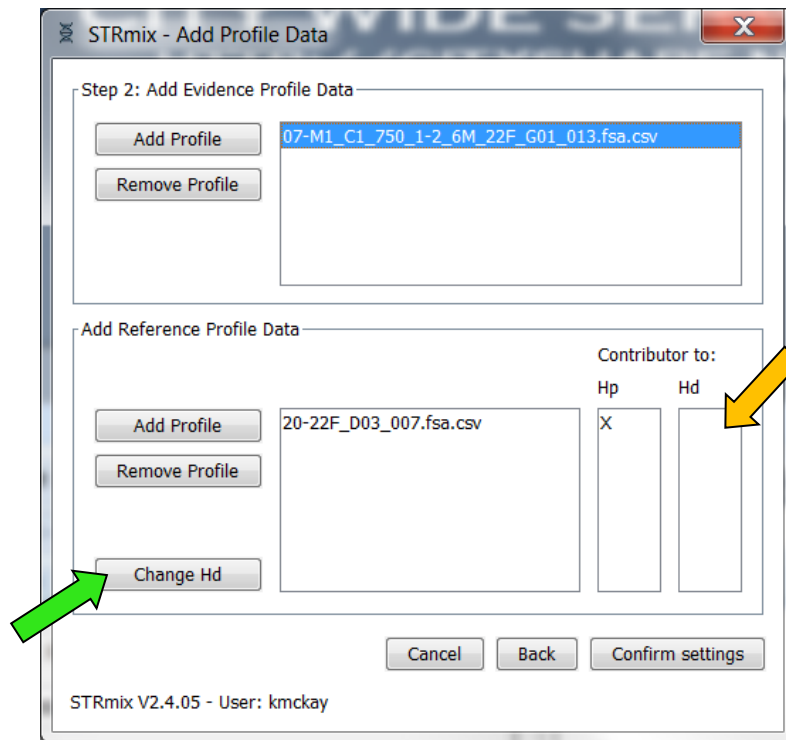 STRmix - Add Profile Data
X
Step 2: Add Evidence Profile Data
Add Profile
07-M1_C1_750_1-2_6M_22F_G01_013.fsa.csv
Remove Profile
Add Reference Profile Data
Contributor to:
Hp Hd
Add Profile
20-22F_D03_007.fsa.csv
X
Remove Profile
Change Hd
Cancel Back Confirm settings
STRmix V2.4.05 - User: kmckay